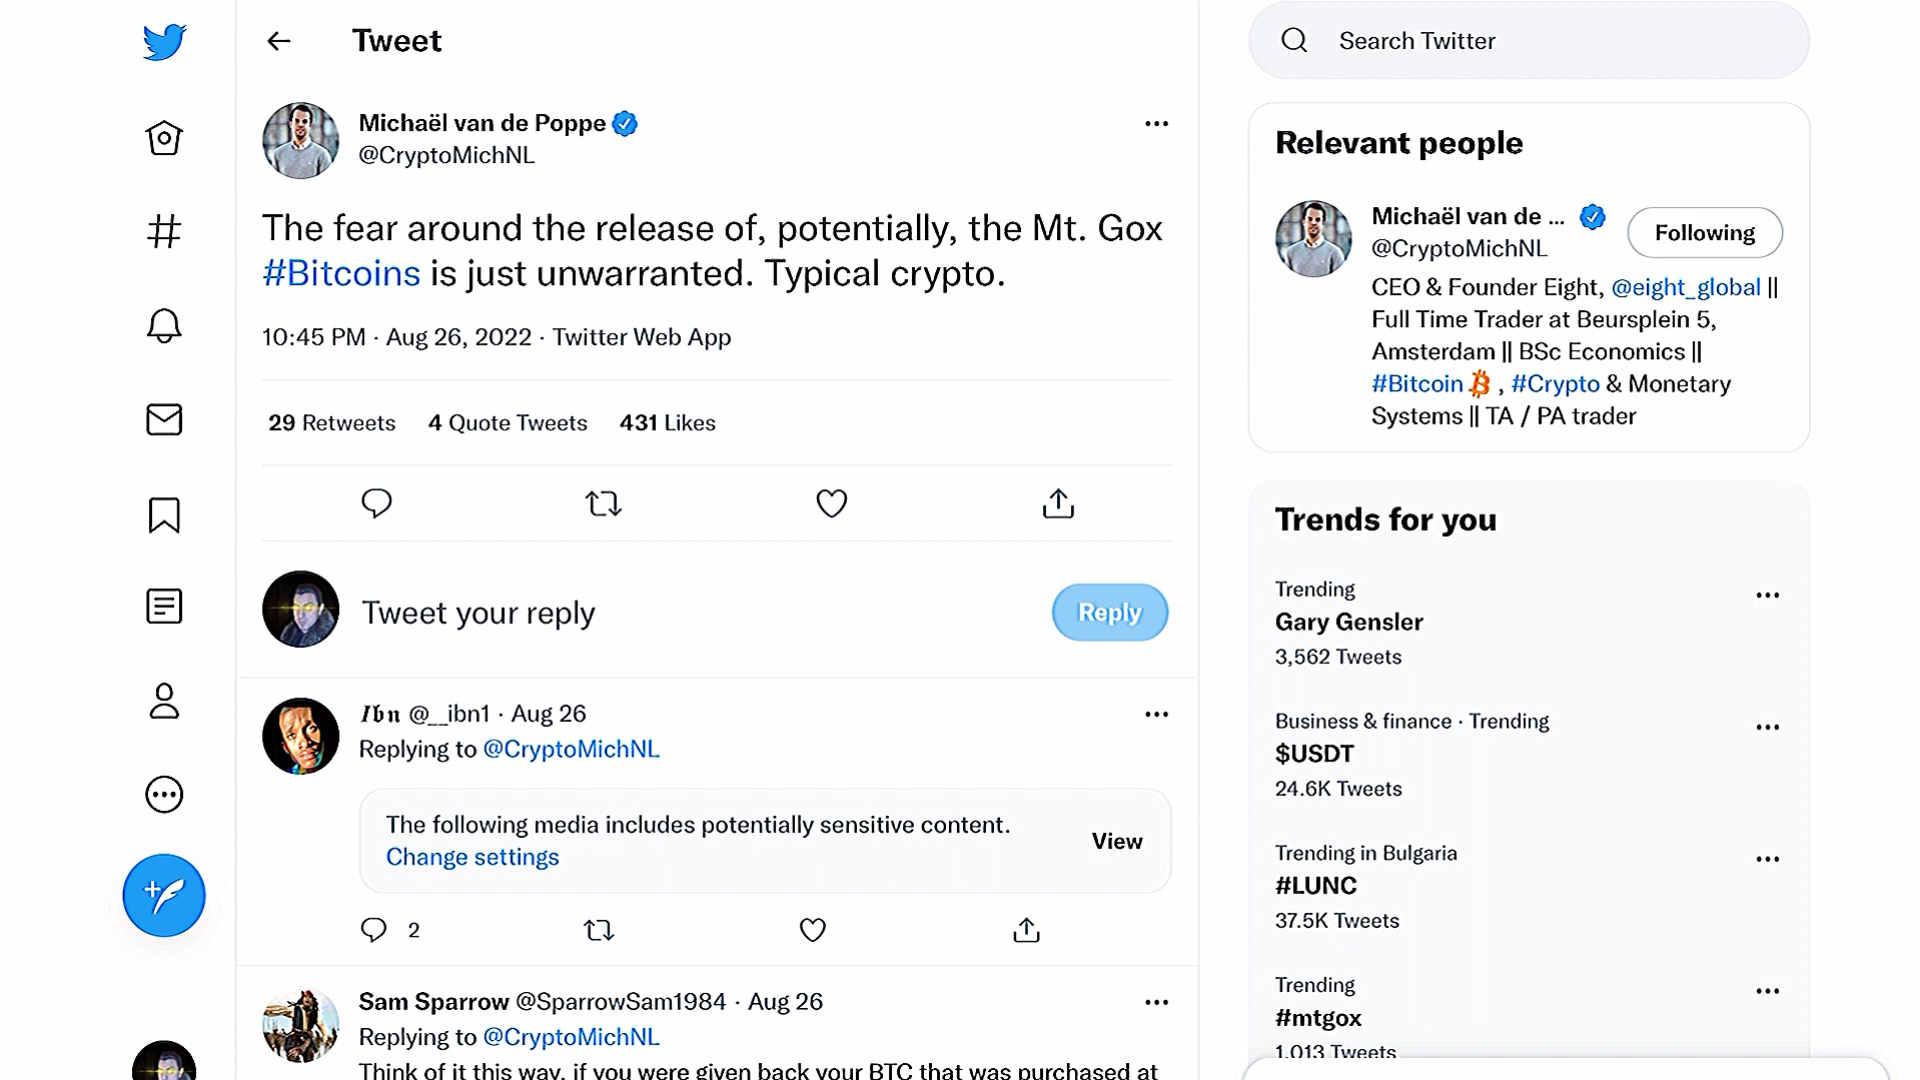 Tweet
Michaël van de Poppe
@CryptoMichNL
The fear around the release of, potentially, the Mt. Gox
#Bitcoins is just unwarranted. Typical crypto.
10:45 PM · Aug 26, 2022 · Twitter Web App
29 Retweets 4 Quote Tweets 431 Likes
Tweet your reply
Reply
Ibn @__ibn1 · Aug 26
Replying to @CryptoMichNL
The following media includes potentially sensitive content.
Change settings
View
2
Sam Sparrow @SparrowSam1984 · Aug 26
Replying to @CryptoMichNL
Think of it this way, if you were given back your BTC that was purchased at
Search Twitter
Relevant people
Michaël van de ...
@CryptoMichNL
Following
CEO & Founder Eight, @eight_global ||
Full Time Trader at Beursplein 5,
Amsterdam || BSc Economics ||
#Bitcoin , #Crypto & Monetary
Systems || TA / PA trader
Trends for you
Trending
Gary Gensler
3,562 Tweets
Business & finance · Trending
$USDT
24.6K Tweets
Trending in Bulgaria
#LUNC
37.5K Tweets
Trending
#mtgox
1,013 Tweets